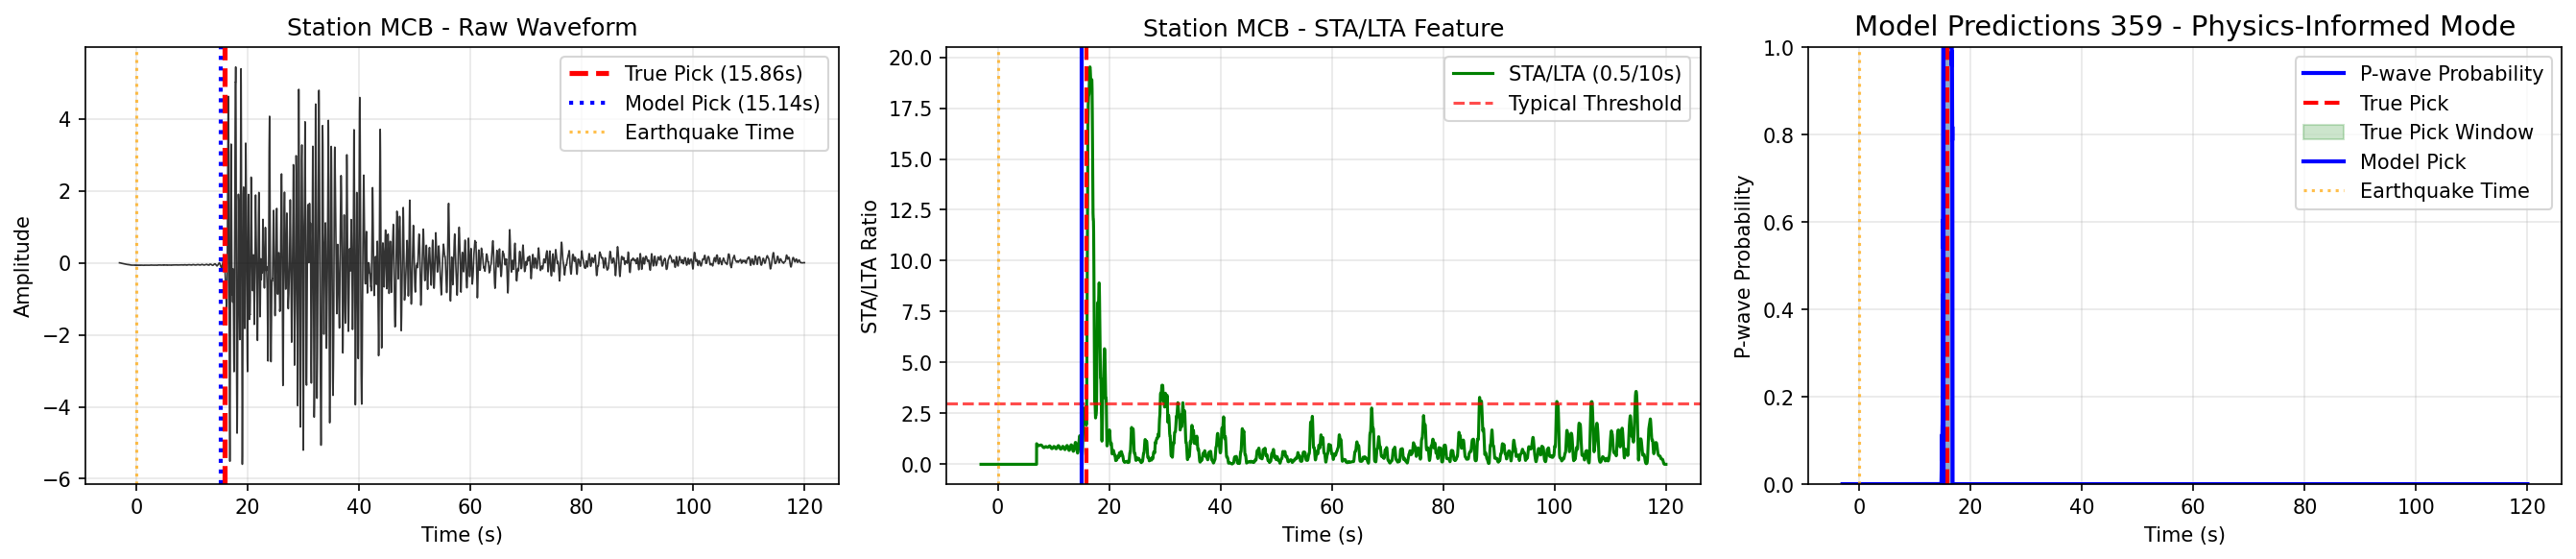 Station MCB - Raw Waveform
Amplitude
4
2
0
−2
−4
−6
True Pick (15.86s)
Model Pick (15.14s)
Earthquake Time
0
20
40
60
80
100
120
Time (s)
Station MCB - STA/LTA Feature
STA/LTA Ratio
20.0
17.5
15.0
12.5
10.0
7.5
5.0
2.5
0.0
STA/LTA (0.5/10s)
Typical Threshold
0
20
40
60
80
100
120
Time (s)
Model Predictions 359 - Physics-Informed Mode
P-wave Probability
1.0
0.8
0.6
0.4
0.2
0.0
P-wave Probability
True Pick
True Pick Window
Model Pick
Earthquake Time
0
20
40
60
80
100
120
Time (s)